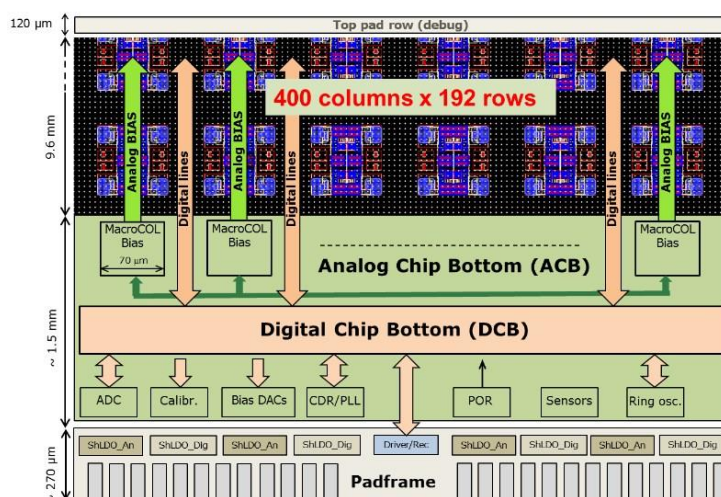 120 µm
Top pad row (debug)
400 columns x 192 rows
9.6 mm
Analog BIAS
Digital lines
Analog BIAS
Digital lines
Digital lines
Analog BIAS
MacroCOL
Bias
70 µm
MacroCOL
Bias
MacroCOL
Bias
Analog Chip Bottom (ACB)
~ 1.5 mm
Digital Chip Bottom (DCB)
ADC
Calibr.
Bias DACs
CDR/PLL
POR
Sensors
Ring osc.
~ 270 µm
ShLDO_An
ShLDO_Dig
ShLDO_An
ShLDO_Dig
Driver/Rec
ShLDO_An
ShLDO_Dig
ShLDO_An
ShLDO_Dig
Padframe